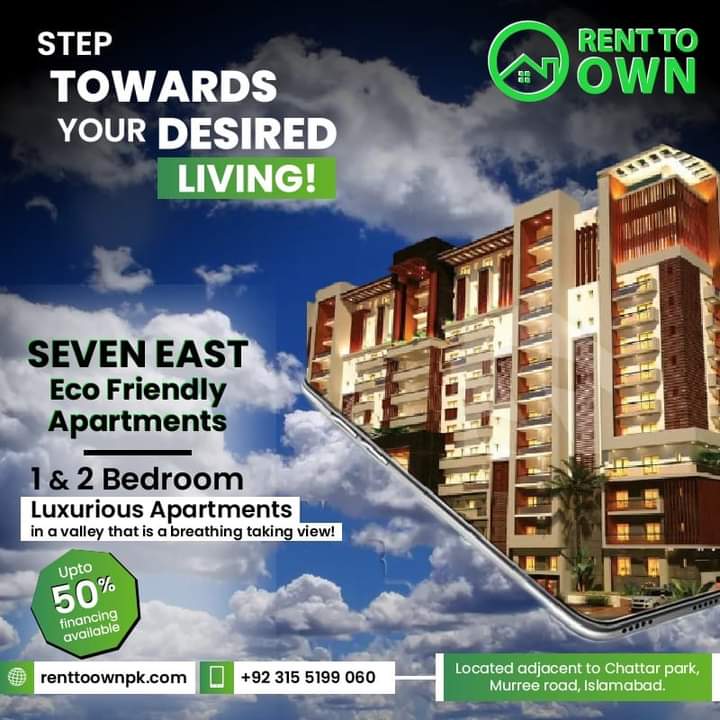 STEP
TOWARDS
YOUR DESIRED
LIVING!
RENT TO
OWN
SEVEN EAST
Eco Friendly
Apartments
1 & 2 Bedroom
Luxurious Apartments
in a valley that is a breathing taking view!
Upto
50%
financing
available
renttoownpk.com
+92 315 5199 060
Located adjacent to Chattar park,
Murree road, Islamabad.